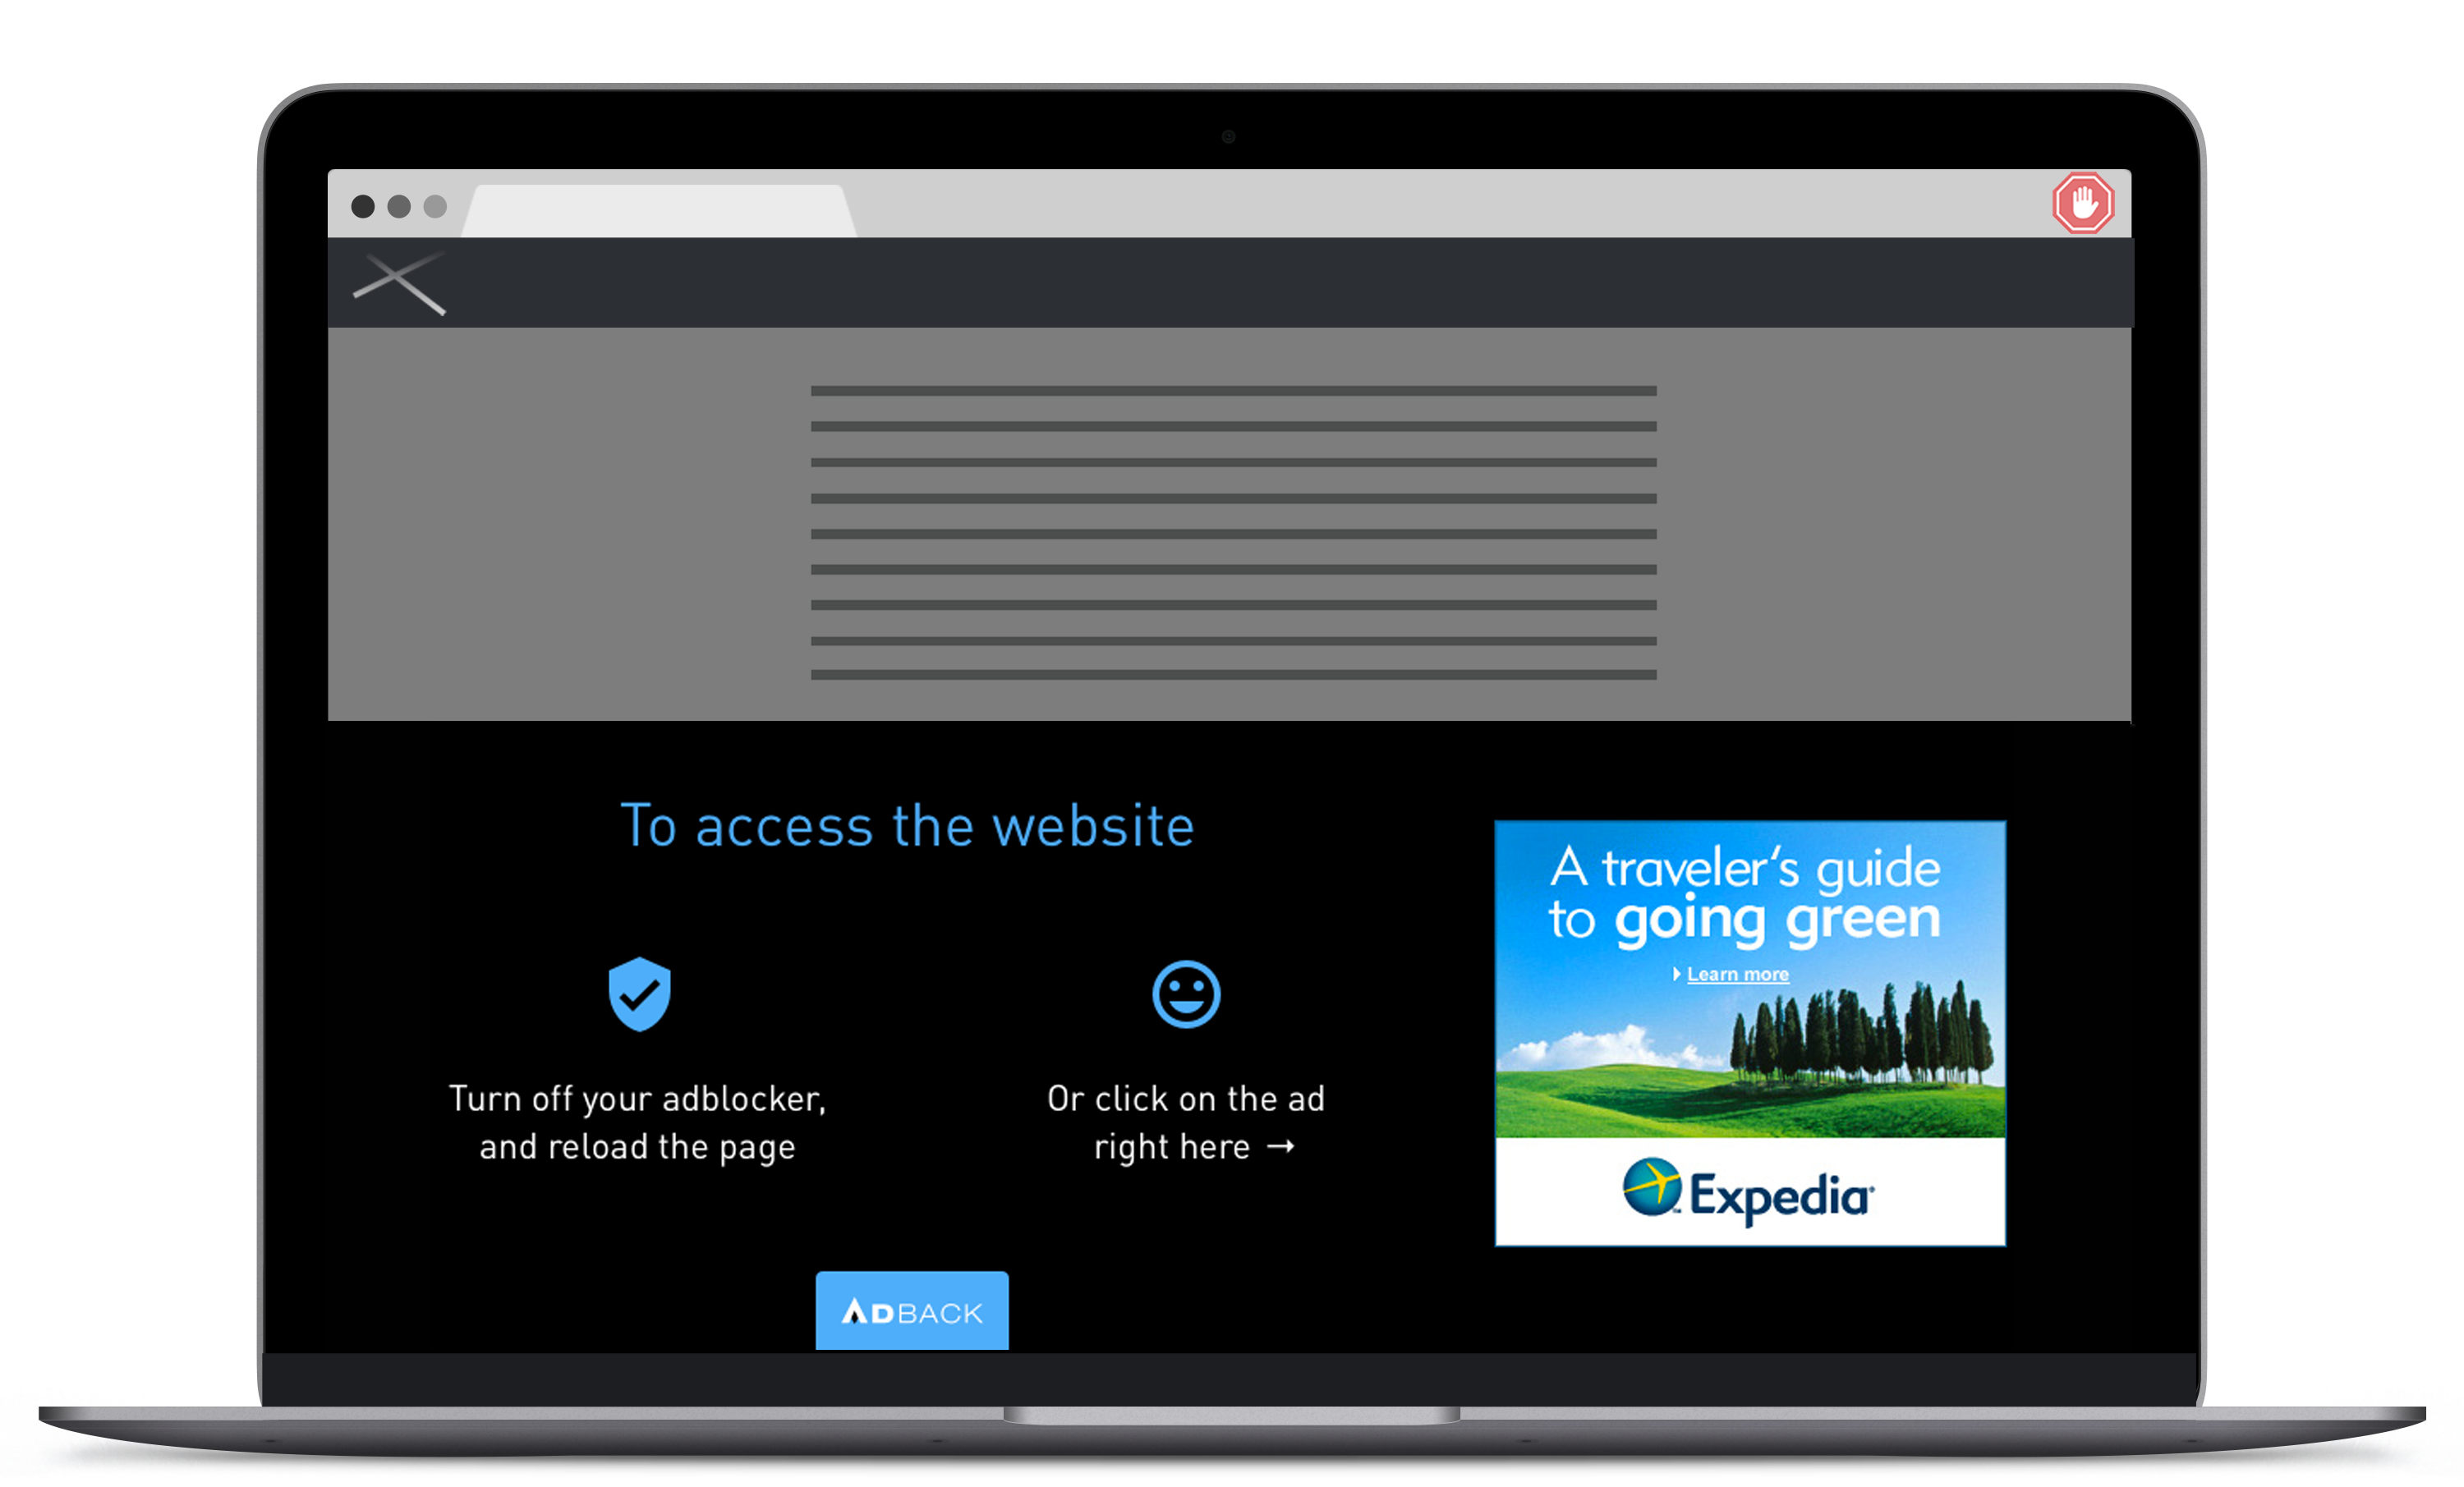 To access the website
Turn off your adblocker,
and reload the page
Or click on the ad
right here →
A traveler's guide
to going green
Learn more
Expedia
ADBACK